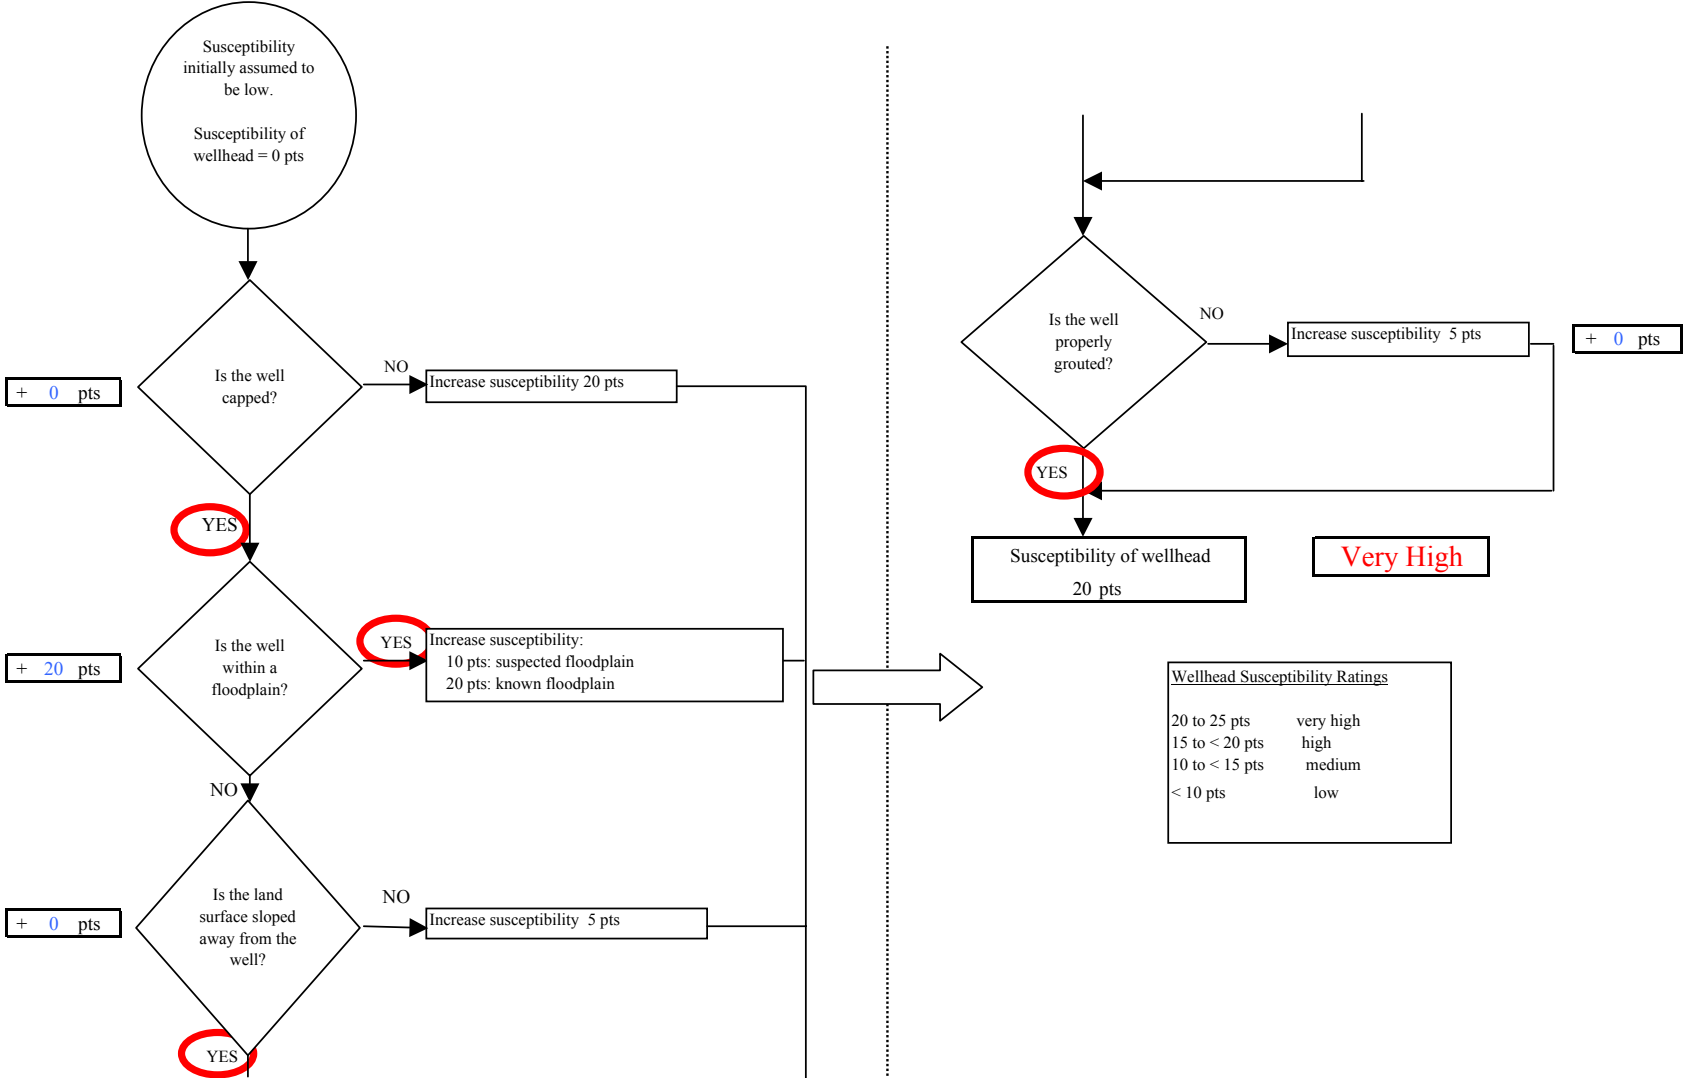 Susceptibility
initially assumed to
be low.
Susceptibility of
wellhead = 0 pts
Is the well
capped?
NO
Increase susceptibility 20 pts
+ 0 pts
YES
Is the well
within a
floodplain?
YES
Increase susceptibility:
10 pts: suspected floodplain
20 pts: known floodplain
+ 20 pts
NO
Is the land
surface sloped
away from the
well?
NO
Increase susceptibility 5 pts
+ 0 pts
YES
Is the well
properly
grouted?
NO
Increase susceptibility 5 pts
+ 0 pts
YES
Susceptibility of wellhead
20 pts
Very High
Wellhead Susceptibility Ratings
20 to 25 pts very high
15 to < 20 pts high
10 to < 15 pts medium
< 10 pts low